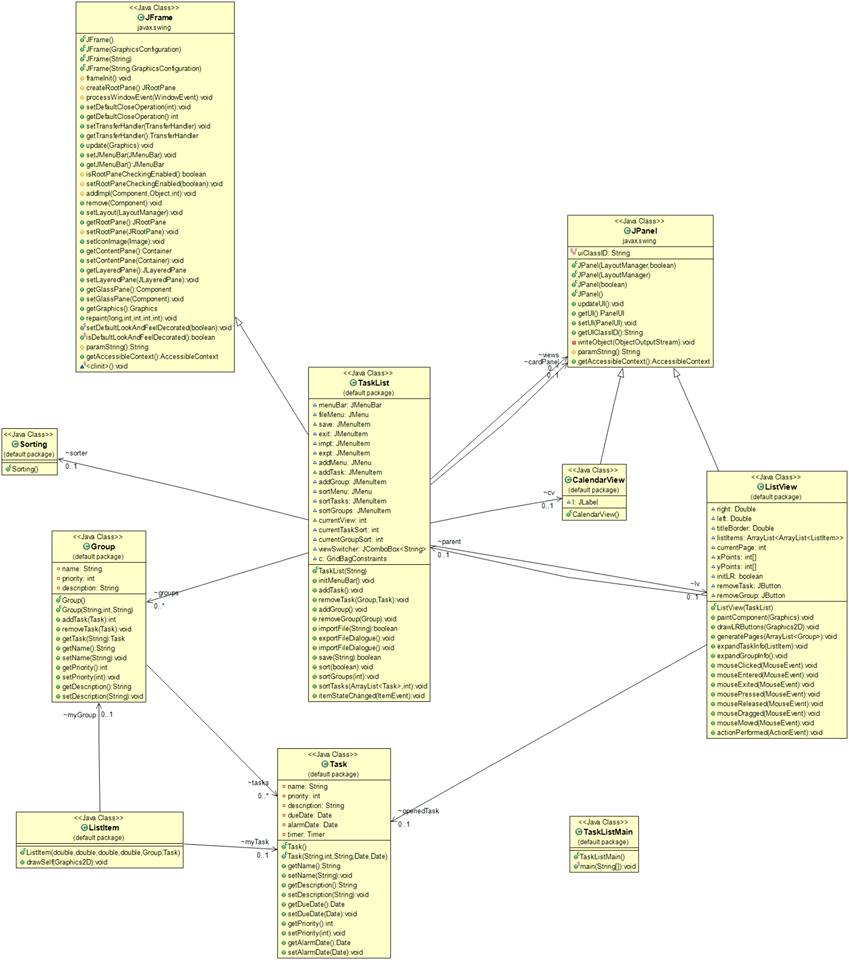 <<Java Class>>
JFrame
javax.swing
JFrame()
JFrame(GraphicsConfiguration)
JFrame(String)
JFrame(String,GraphicsConfiguration)
frameInit():void
createRootPane():JRootPane
processWindowEvent(WindowEvent):void
setDefaultCloseOperation(int):void
getDefaultCloseOperation():int
setTransferHandler(TransferHandler):void
getTransferHandler():TransferHandler
update(Graphics):void
setJMenuBar(JMenuBar):void
getJMenuBar():JMenuBar
isRootPaneCheckingEnabled():boolean
setRootPaneCheckingEnabled(boolean):void
addImpl(Component,Object,int):void
remove(Component):void
setLayout(LayoutManager):void
getRootPane():JRootPane
setRootPane(JRootPane):void
setIconImage(Image):void
getContentPane():Container
setContentPane(Container):void
getLayeredPane():JLayeredPane
setLayeredPane(JLayeredPane):void
getGlassPane():Component
setGlassPane(Component):void
getGraphics():Graphics
repaint(long,int,int,int,int):void
setDefaultLookAndFeelDecorated(boolean):void
isDefaultLookAndFeelDecorated():boolean
paramString():String
getAccessibleContext():AccessibleContext
<clinit>():void
<<Java Class>>
JPanel
javax.swing
uiClassID: String
JPanel(LayoutManager,boolean)
JPanel(LayoutManager)
JPanel(boolean)
JPanel()
updateUI():void
getUI():PanelUI
setUI(PanelUI):void
getUIClassID():String
writeObject(ObjectOutputStream):void
paramString():String
getAccessibleContext():AccessibleContext
~views
~cardPanel
0..1
0..1
<<Java Class>>
TaskList
(default package)
menuBar: JMenuBar
fileMenu: JMenu
save: JMenuItem
exit: JMenuItem
impt: JMenuItem
expt: JMenuItem
addMenu: JMenu
addTask: JMenuItem
addGroup: JMenuItem
sortMenu: JMenu
sortTasks: JMenuItem
sortGroups: JMenuItem
currentView: int
currentTaskSort: int
currentGroupSort: int
viewSwitcher: JComboBox<String>
c: GridBagConstraints
TaskList(String)
initMenuBar():void
addTask():void
removeTask(Group,Task):void
addGroup():void
removeGroup(Group):void
importFile(String):boolean
exportFileDialogue():void
importFileDialogue():void
save(String):boolean
sort(boolean):void
sortGroups(int):void
sortTasks(ArrayList<Task>,int):void
itemStateChanged(ItemEvent):void
<<Java Class>>
Sorting
(default package)
Sorting()
~sorter
0..1
<<Java Class>>
CalendarView
(default package)
l: JLabel
CalendarView()
~cv
0..1
<<Java Class>>
ListView
(default package)
right: Double
left: Double
titleBorder: Double
listItems: ArrayList<ArrayList<ListItem>>
currentPage: int
xPoints: int[]
yPoints: int[]
initLR: boolean
removeTask: JButton
removeGroup: JButton
ListView(TaskList)
paintComponent(Graphics):void
drawLRButtons(Graphics2D):void
generatePages(ArrayList<Group):void
expandTaskInfo(ListItem):void
expandGroupInfo():void
mouseClicked(MouseEvent):void
mouseEntered(MouseEvent):void
mouseExited(MouseEvent):void
mousePressed(MouseEvent):void
mouseReleased(MouseEvent):void
mouseDragged(MouseEvent):void
mouseMoved(MouseEvent):void
actionPerformed(ActionEvent):void
~parent
0..1
~lv
0..1
<<Java Class>>
Group
(default package)
name: String
priority: int
description: String
Group()
Group(String,int,String)
addTask(Task):int
removeTask(Task):void
getTask(String):Task
getName():String
setName(String):void
getPriority():int
setPriority(int):void
getDescription():String
setDescription(String):void
~groups
0..*
~myGroup
0..1
<<Java Class>>
Task
(default package)
name: String
priority: int
description: String
dueDate: Date
alarmDate: Date
timer: Timer
Task()
Task(String,int,String,Date,Date)
getName():String
setName(String):void
getDescription():String
setDescription(String):void
getDueDate():Date
setDueDate(Date):void
getPriority():int
setPriority(int):void
getAlarmDate():Date
setAlarmDate(Date):void
~tasks
0..*
~openedTask
0..1
<<Java Class>>
ListItem
(default package)
ListItem(double,double,double,double,Group,Task)
drawSelf(Graphics2D):void
~myTask
0..1
<<Java Class>>
TaskListMain
(default package)
TaskListMain()
main(String[]):void